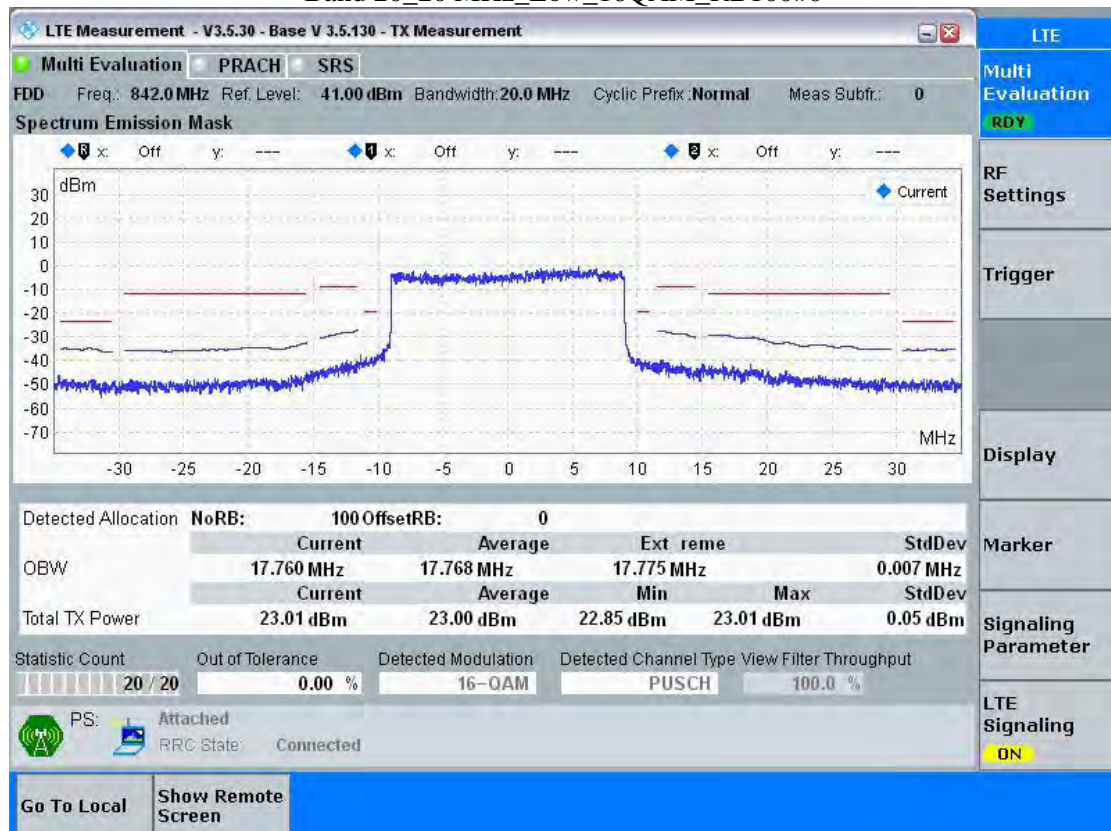 LTE Measurement - V3.5.30 - Base V 3.5.130 - TX Measurement
LTE
Multi Evaluation PRACH SRS
Multi Evaluation
RDY
FDD Freq.: 842.0 MHz Ref. Level: 41.00 dBm Bandwidth: 20.0 MHz Cyclic Prefix : Normal Meas Subfr.: 0
Spectrum Emission Mask
R x: Off y: --- 1 x: Off y: --- 2 x: Off y: ---
dBm
Current
30
20
10
0
-10
-20
-30
-40
-50
-60
-70
MHz
-30 -25 -20 -15 -10 -5 0 5 10 15 20 25 30
RF Settings
Trigger
Display
Marker
Signaling Parameter
LTE Signaling
ON
Detected Allocation NoRB: 100 OffsetRB: 0
Current Average Ext reme StdDev
OBW 17.760 MHz 17.768 MHz 17.775 MHz 0.007 MHz
Current Average Min Max StdDev
Total TX Power 23.01 dBm 23.00 dBm 22.85 dBm 23.01 dBm 0.05 dBm
Statistic Count Out of Tolerance Detected Modulation Detected Channel Type View Filter Throughput
20 / 20 0.00 % 16-QAM PUSCH 100.0 %
PS: Attached
RRC State: Connected
Go To Local
Show Remote Screen